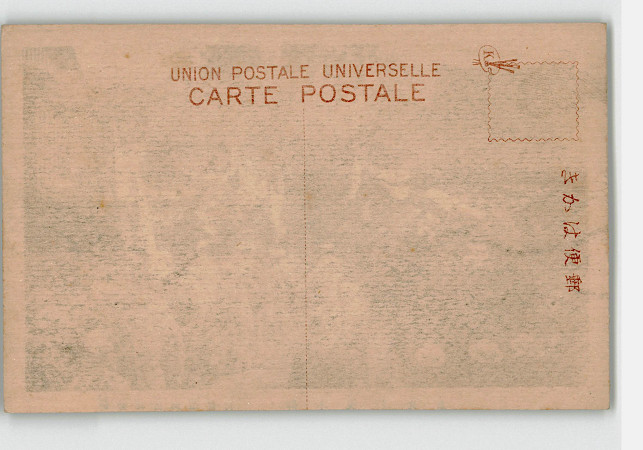 UNION POSTALE UNIVERSELLE
CARTE POSTALE
きかは便郵